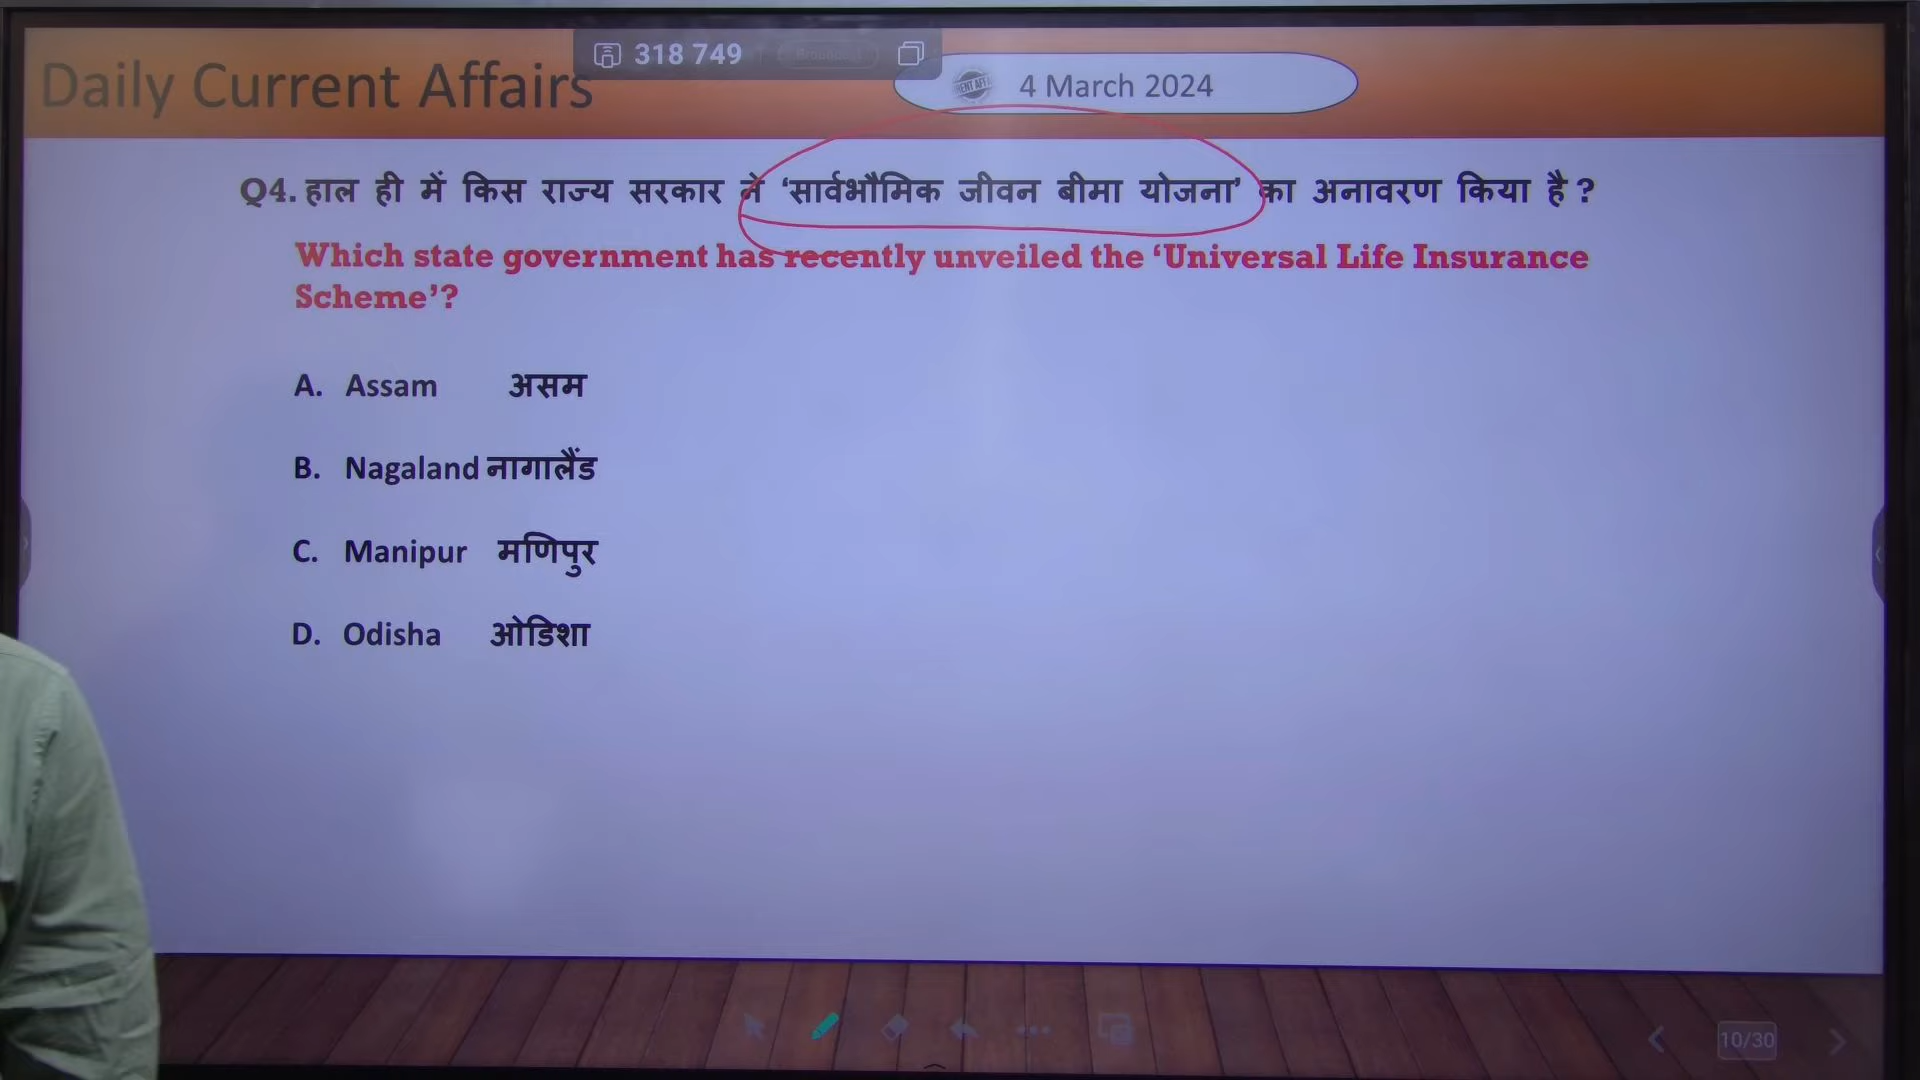 318 749
Daily Current Affairs
4 March 2024
Q4. हाल ही में किस राज्य सरकार ने ‘सार्वभौमिक जीवन बीमा योजना’ का अनावरण किया है ?
Which state government has recently unveiled the ‘Universal Life Insurance
Scheme’?
A. Assam असम
B. Nagaland नागालैंड
C. Manipur मणिपुर
D. Odisha ओडिशा
10/30